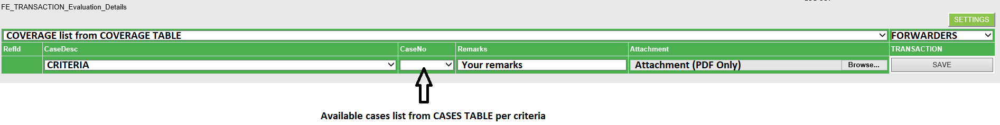 FE_TRANSACTION_Evaluation_Details
SETTINGS
COVERAGE list from COVERAGE TABLE FORWARDERS
RefId CaseDesc CaseNo Remarks Attachment TRANSACTION
CRITERIA Your remarks Attachment (PDF Only) Browse... SAVE
Available cases list from CASES TABLE per criteria